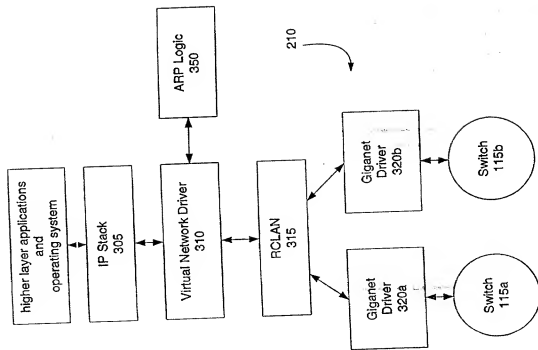 higher layer applications
and
operating system
IP Stack
305
Virtual Network Driver
310
ARP Logic
350
RCLAN
315
210
Giganet
Driver
320a
Giganet
Driver
320b
Switch
115a
Switch
115b